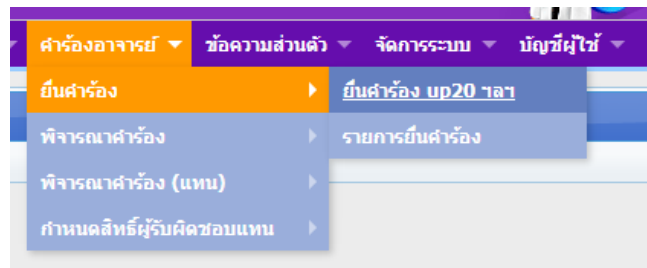 คำร้องอาจารย์ ข้อความส่วนตัว จัดการระบบ บัญชีผู้ใช้
ยื่นคำร้อง ยื่นคำร้อง up20 ฯลฯ
พิจารณาคำร้อง รายการยื่นคำร้อง
พิจารณาคำร้อง (แทน)
กำหนดสิทธิ์ผู้รับผิดชอบแทน